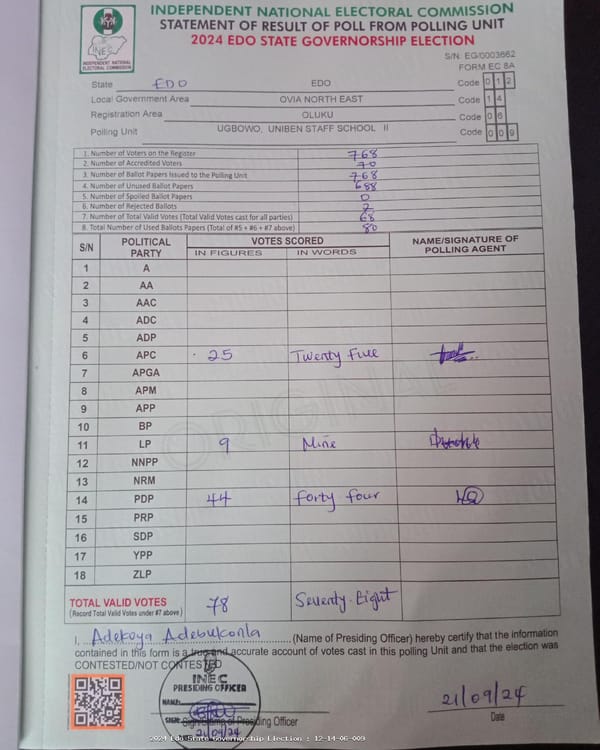 INDEPENDENT NATIONAL ELECTORAL COMMISSION
STATEMENT OF RESULT OF POLL FROM POLLING UNIT
2024 EDO STATE GOVERNORSHIP ELECTION
INEC
INDEPENDENT NATIONAL ELECTORAL COMMISSION
S/N: EG/0003662
FORM EC 8A
State EDO EDO Code 0 1 2
Local Government Area OVIA NORTH EAST Code 1 4
Registration Area OLUKU Code 0 6
Polling Unit UGBOWO, UNIBEN STAFF SCHOOL II Code 0 0 9
1. Number of Voters on the Register 768
2. Number of Accredited Voters 70
3. Number of Ballot Papers Issued to the Polling Unit 768
4. Number of Unused Ballot Papers 688
5. Number of Spoiled Ballot Papers 0
6. Number of Rejected Ballots 2
7. Number of Total Valid Votes (Total Valid Votes cast for all parties) 68
8. Total Number of Used Ballots Papers (Total of #5 + #6 + #7 above) 80
S/N POLITICAL PARTY VOTES SCORED NAME/SIGNATURE OF POLLING AGENT
IN FIGURES IN WORDS
1 A
2 AA
3 AAC
4 ADC
5 ADP
6 APC 25 Twenty Five
7 APGA
8 APM
9 APP
10 BP
11 LP 9 Nine
12 NNPP
13 NRM
14 PDP 44 Forty four
15 PRP
16 SDP
17 YPP
18 ZLP
ORIGINAL
TOTAL VALID VOTES 78 Seventy-Eight
(Record Total Valid Votes under #7 above)
I, Adekoya Adebukonla (Name of Presiding Officer) hereby certify that the information
contained in this form is a true and accurate account of votes cast in this polling Unit and that the election was
CONTESTED/NOT CONTESTED
INEC
PRESIDING OFFICER
NAME:
SIGN: Signature of Presiding Officer
21/09/24
21/09/24
Date
2024 Edo State Governorship Election : 12-14-06-009